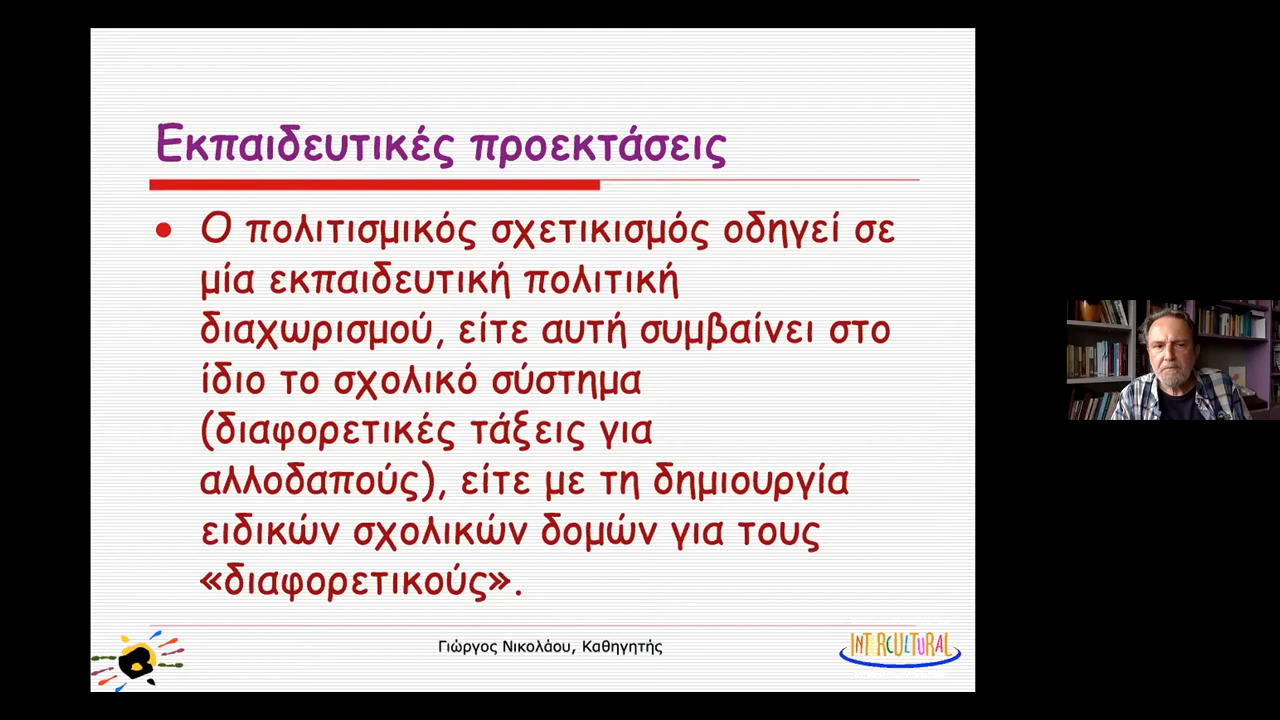 Εκπαιδευτικές προεκτάσεις
Ο πολιτισμικός σχετικισμός οδηγεί σε
μία εκπαιδευτική πολιτική
διαχωρισμού, είτε αυτή συμβαίνει στο
ίδιο το σχολικό σύστημα
(διαφορετικές τάξεις για
αλλοδαπούς), είτε με τη δημιουργία
ειδικών σχολικών δομών για τους
«διαφορετικούς».
Γιώργος Νικολάου, Καθηγητής
INTERCULTURAL